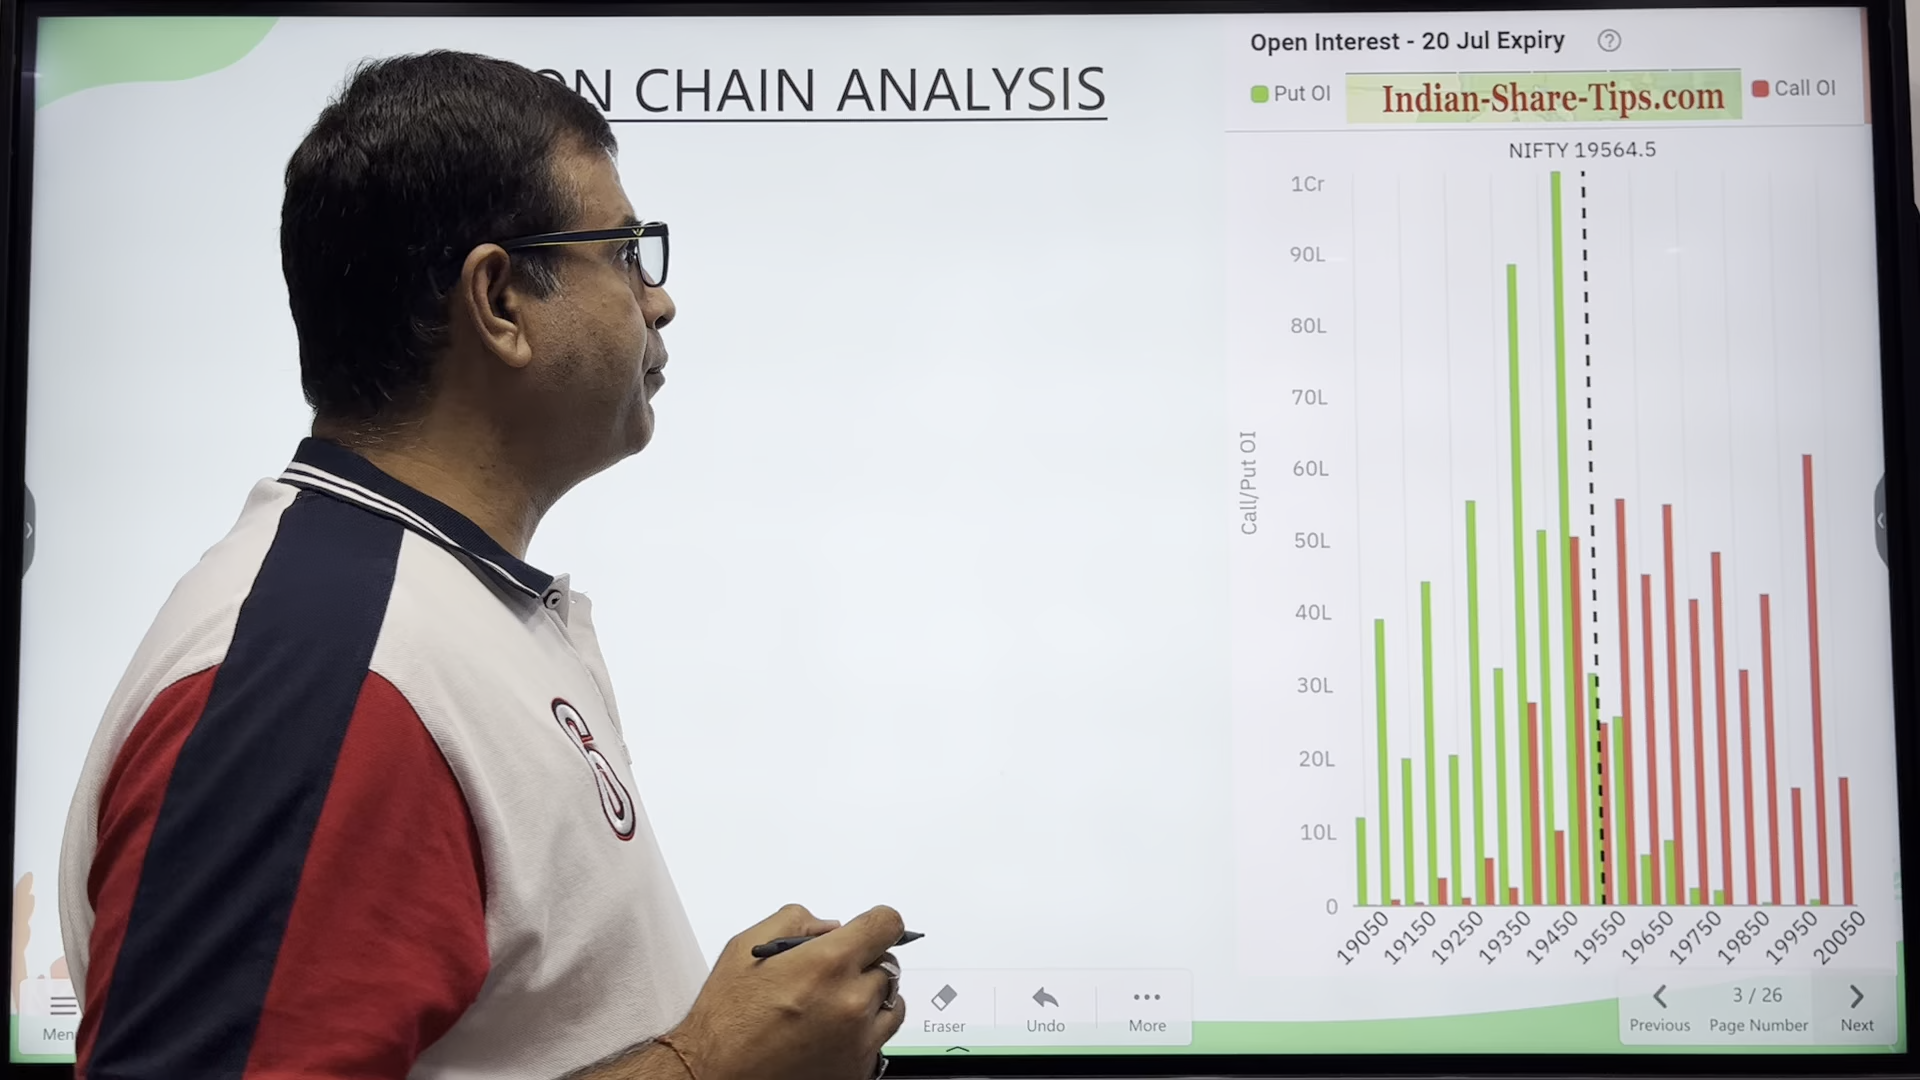 ON CHAIN ANALYSIS
Open Interest - 20 Jul Expiry ?
Put OI
Indian-Share-Tips.com
Call OI
NIFTY 19564.5
1Cr
90L
80L
70L
60L
50L
40L
30L
20L
10L
0
Call/Put OI
19050 19150 19250 19350 19450 19550 19650 19750 19850 19950 20050
Men
Eraser
Undo
More
Previous
3 / 26
Page Number
Next